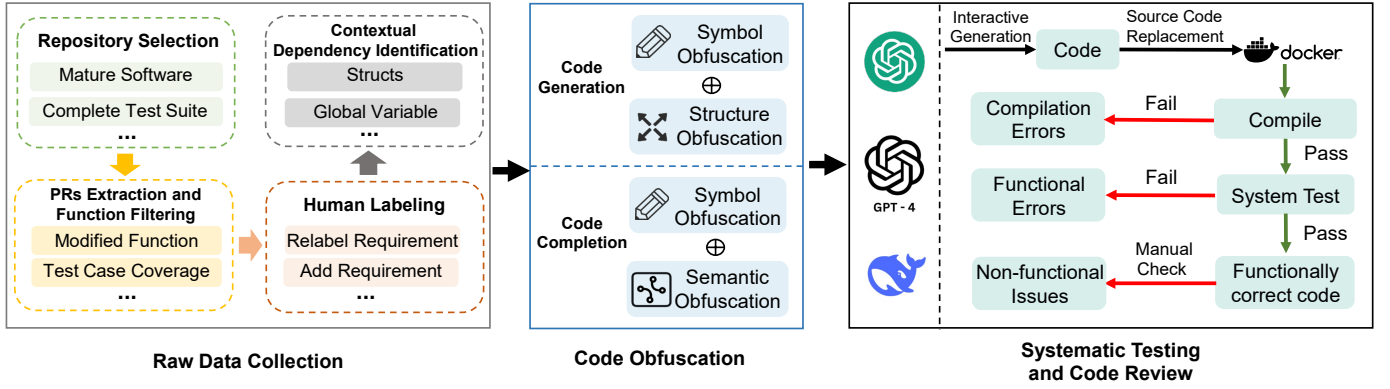 Repository Selection
Mature Software
Complete Test Suite
...
PRs Extraction and
Function Filtering
Modified Function
Test Case Coverage
...
Human Labeling
Relabel Requirement
Add Requirement
...
Contextual
Dependency Identification
Structs
Global Variable
...
Raw Data Collection
Code
Generation
Symbol
Obfuscation
Structure
Obfuscation
Code
Completion
Symbol
Obfuscation
Semantic
Obfuscation
Code Obfuscation
GPT - 4
Interactive
Generation
Code
Source Code
Replacement
docker
Compile
Fail
Compilation
Errors
Pass
System Test
Fail
Functional
Errors
Pass
Functionally
correct code
Manual
Check
Non-functional
Issues
Systematic Testing
and Code Review